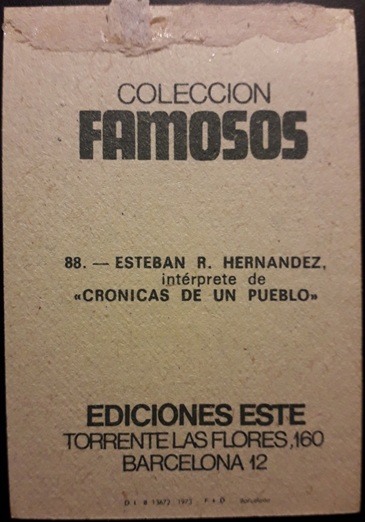 COLECCION
FAMOSOS
88. — ESTEBAN R. HERNANDEZ,
intérprete de
«CRONICAS DE UN PUEBLO»
EDICIONES ESTE
TORRENTE LAS FLORES,160
BARCELONA 12
Barcelona